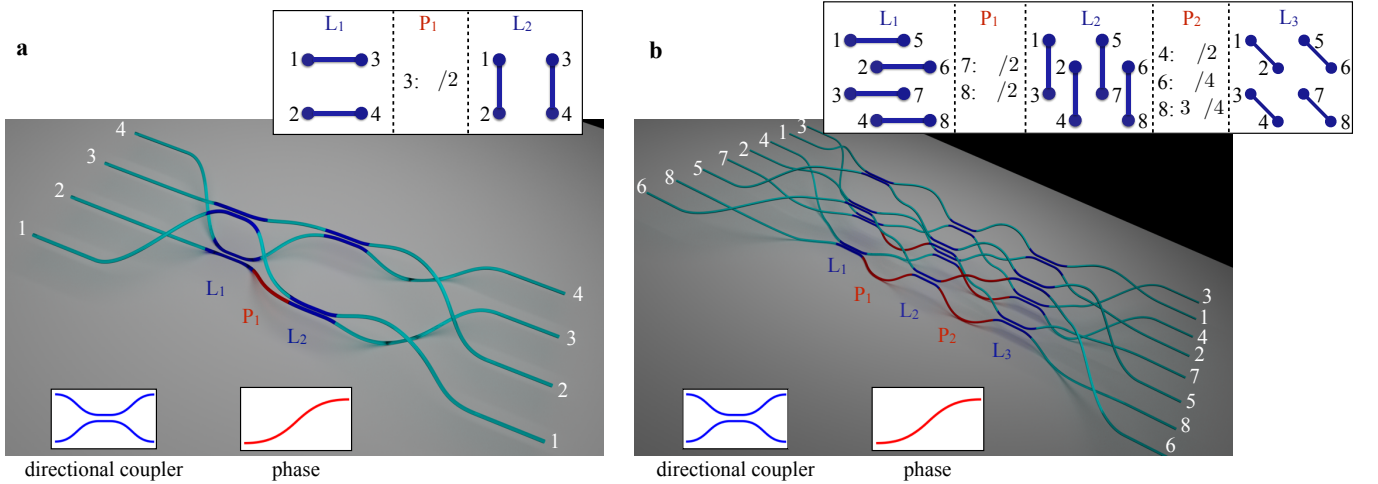 a
L₁ P₁ L₂
1 3 1 3
3: /2
2 4 2 4
4
3
2
1
L₁
P₁
L₂
4
3
2
1
directional coupler phase
b
L₁ P₁ L₂ P₂ L₃
1 5 1 5 4: /2 1 5
2 6 7: /2 2 6 6: /4 2 6
3 7 8: /2 3 7 8: 3 /4 3 7
4 8 4 8 4 8
3
1
4
2
7
5
8
6
L₁
P₁
L₂
P₂
L₃
3
1
4
2
7
5
8
6
directional coupler phase